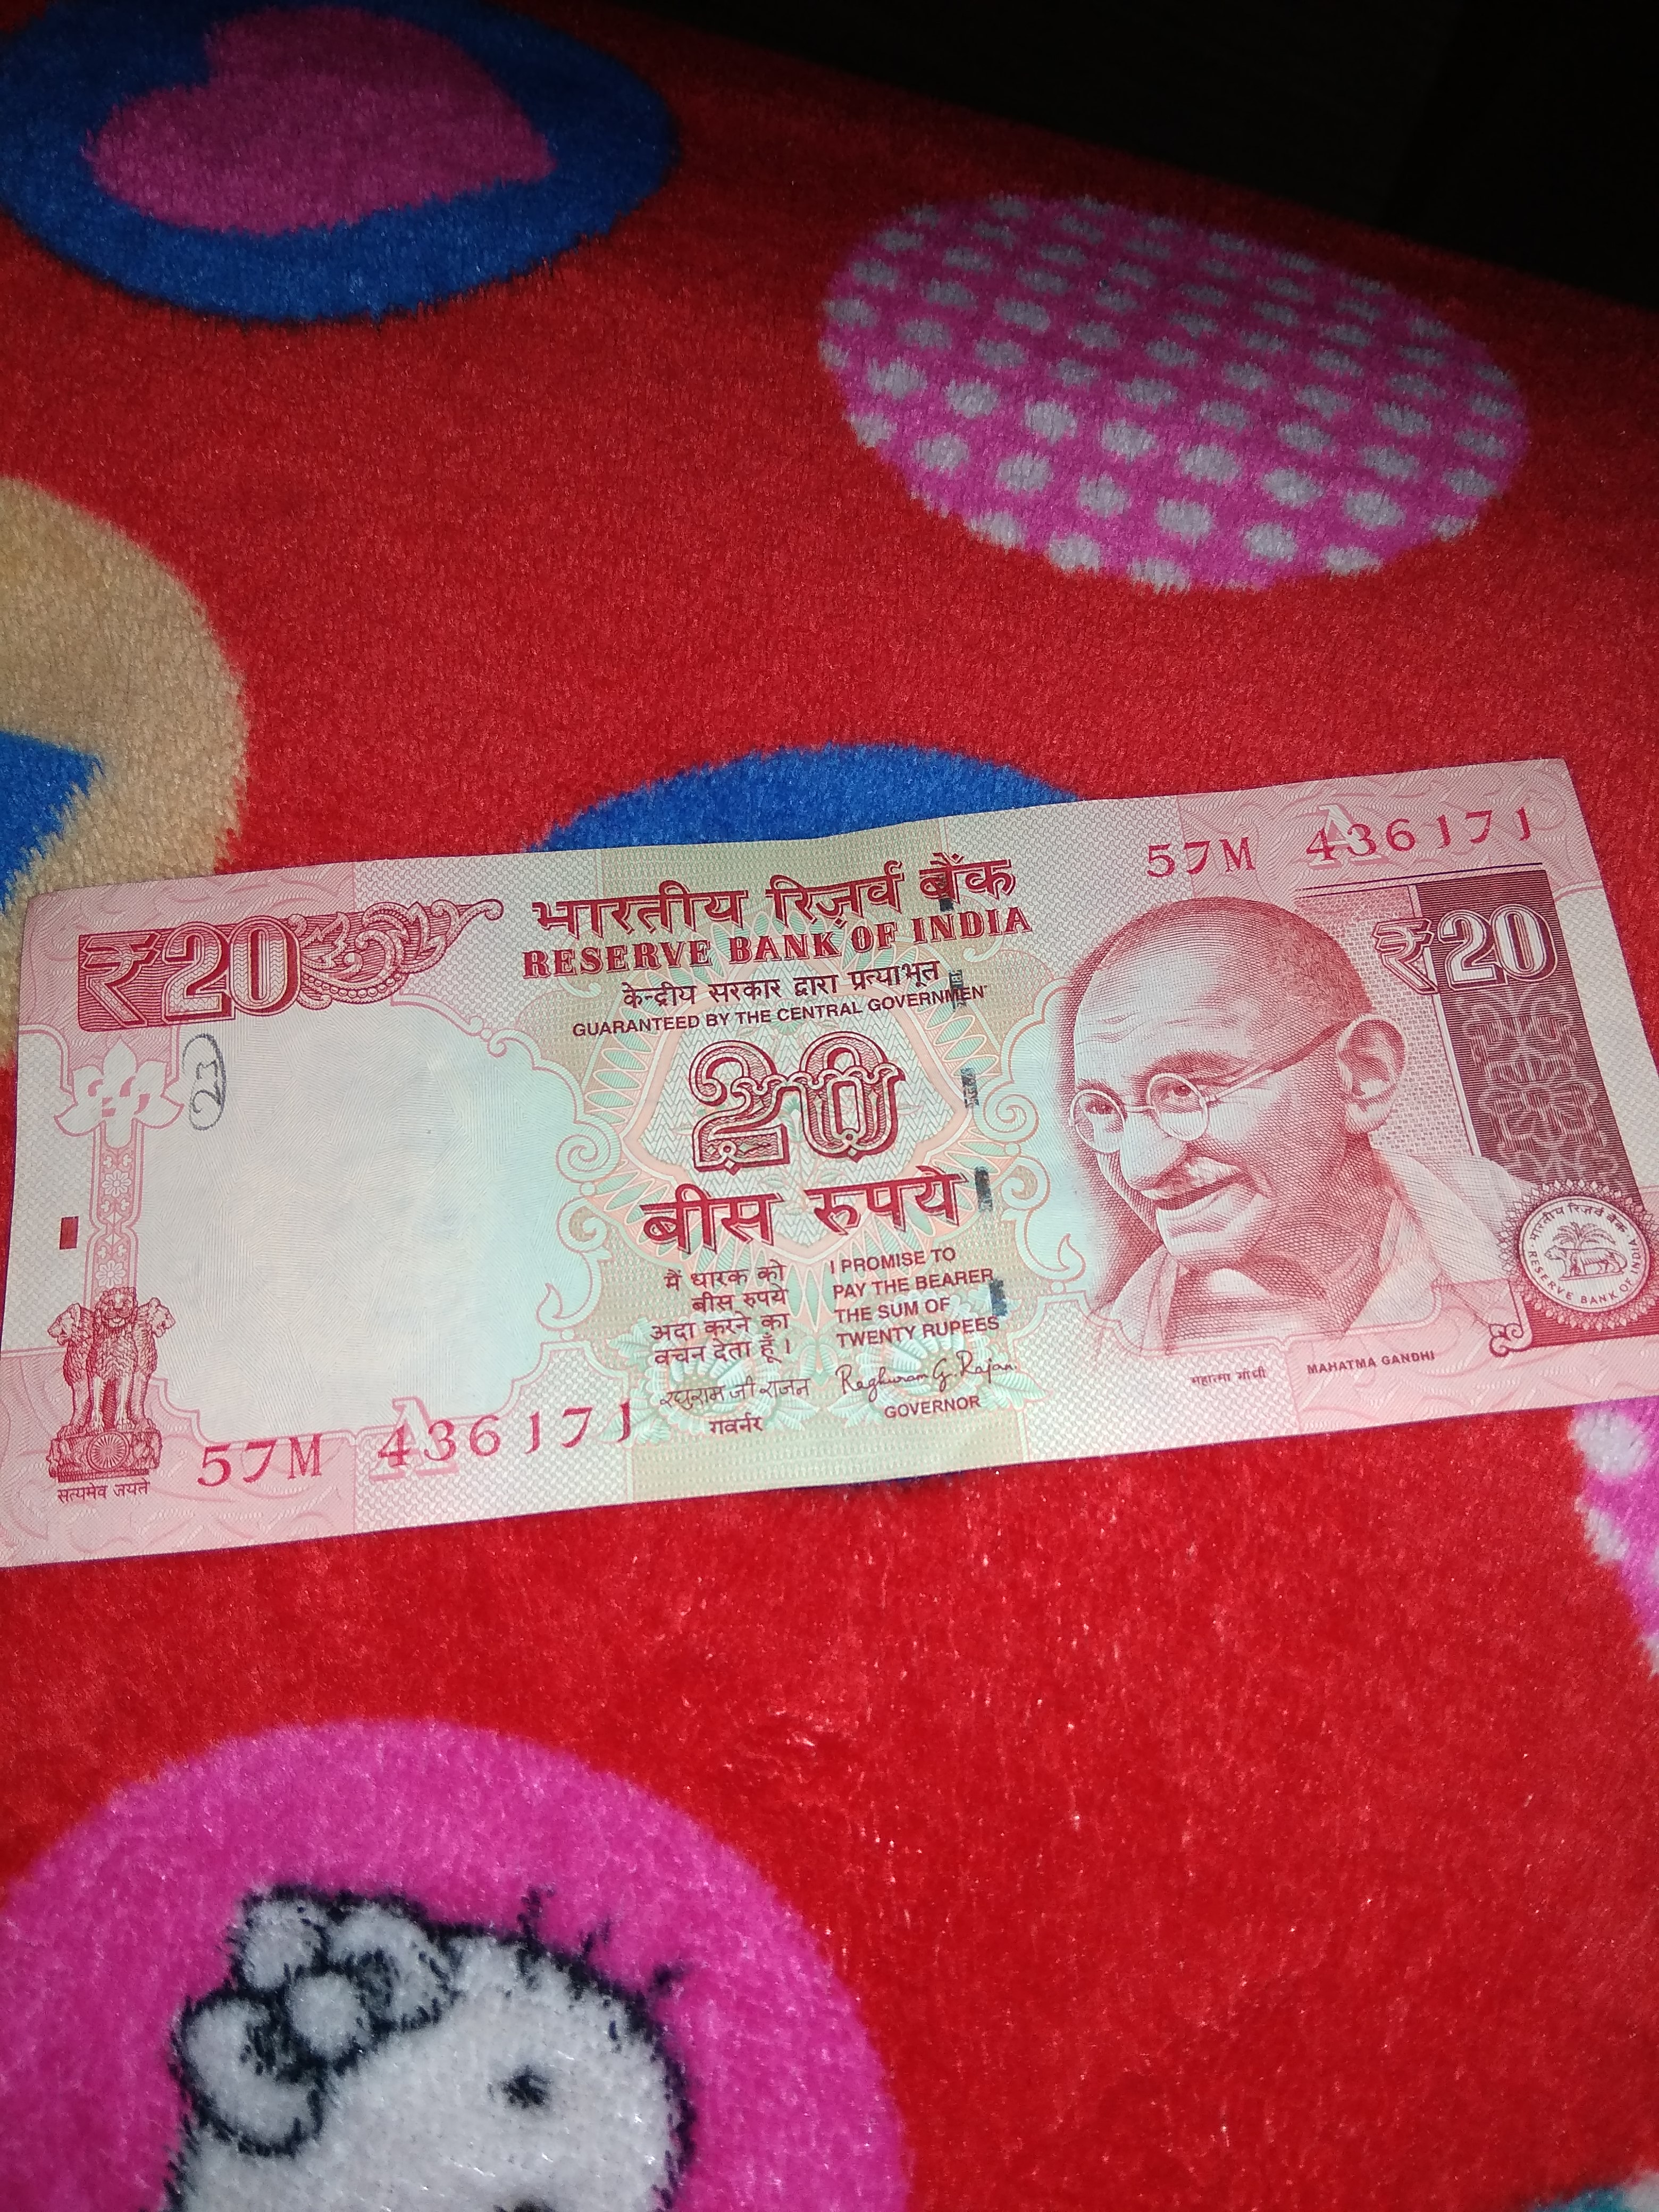 57M 436171
₹20
भारतीय रिज़र्व बैंक
₹20
RESERVE BANK OF INDIA
केन्द्रीय सरकार द्वारा प्रत्याभूत
GUARANTEED BY THE CENTRAL GOVERNMENT
20
बीस रुपये
मैं धारक को
बीस रुपये
अदा करने का
वचन देता हूँ।
I PROMISE TO
PAY THE BEARER
THE SUM OF
TWENTY RUPEES
रघुराम जी राजन
Raghuram G. Rajan
गवर्नर
GOVERNOR
महात्मा गांधी
MAHATMA GANDHI
भारतीय रिज़र्व बैंक
RESERVE BANK OF INDIA
57M 436171
A
सत्यमेव जयते